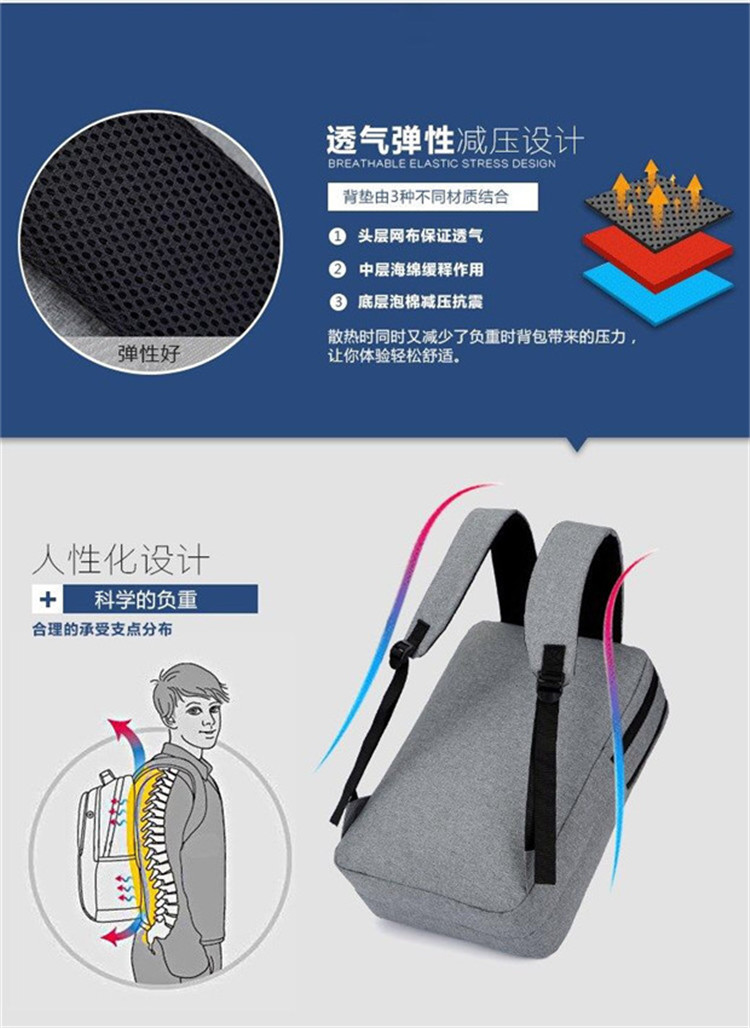 透气弹性减压设计
BREATHABLE ELASTIC STRESS DESIGN
背垫由3种不同材质结合
1 头层网布保证透气
2 中层海绵缓释作用
3 底层泡棉减压抗震
散热时同时又减少了负重时背包带来的压力，
让你体验轻松舒适。
弹性好
人性化设计
+ 科学的负重
合理的承受支点分布